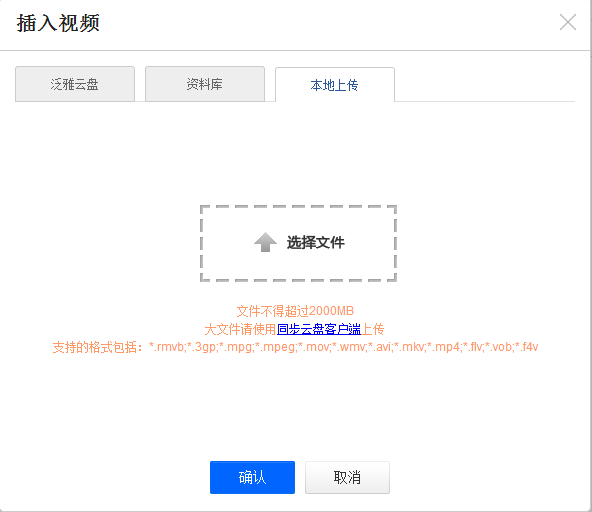 插入视频
泛雅云盘 资料库 本地上传
选择文件
文件不得超过2000MB
大文件请使用同步云盘客户端上传
支持的格式包括：*.rmvb;*.3gp;*.mpg;*.mpeg;*.mov;*.wmv;*.avi;*.mkv;*.mp4;*.flv;*.vob;*.f4v
确认 取消